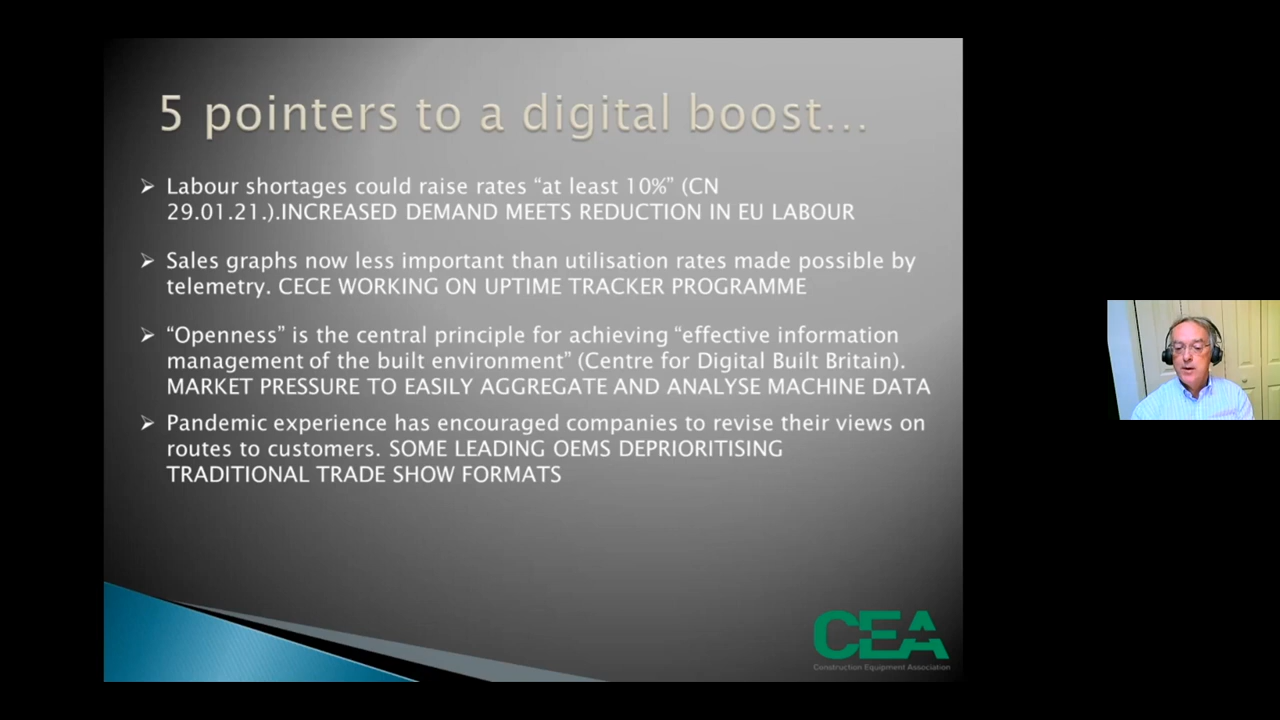 5 pointers to a digital boost...
Labour shortages could raise rates “at least 10%” (CN
29.01.21.).INCREASED DEMAND MEETS REDUCTION IN EU LABOUR
Sales graphs now less important than utilisation rates made possible by
telemetry. CECE WORKING ON UPTIME TRACKER PROGRAMME
“Openness” is the central principle for achieving “effective information
management of the built environment” (Centre for Digital Built Britain).
MARKET PRESSURE TO EASILY AGGREGATE AND ANALYSE MACHINE DATA
Pandemic experience has encouraged companies to revise their views on
routes to customers. SOME LEADING OEMS DEPRIORITISING
TRADITIONAL TRADE SHOW FORMATS
CEA
Construction Equipment Association